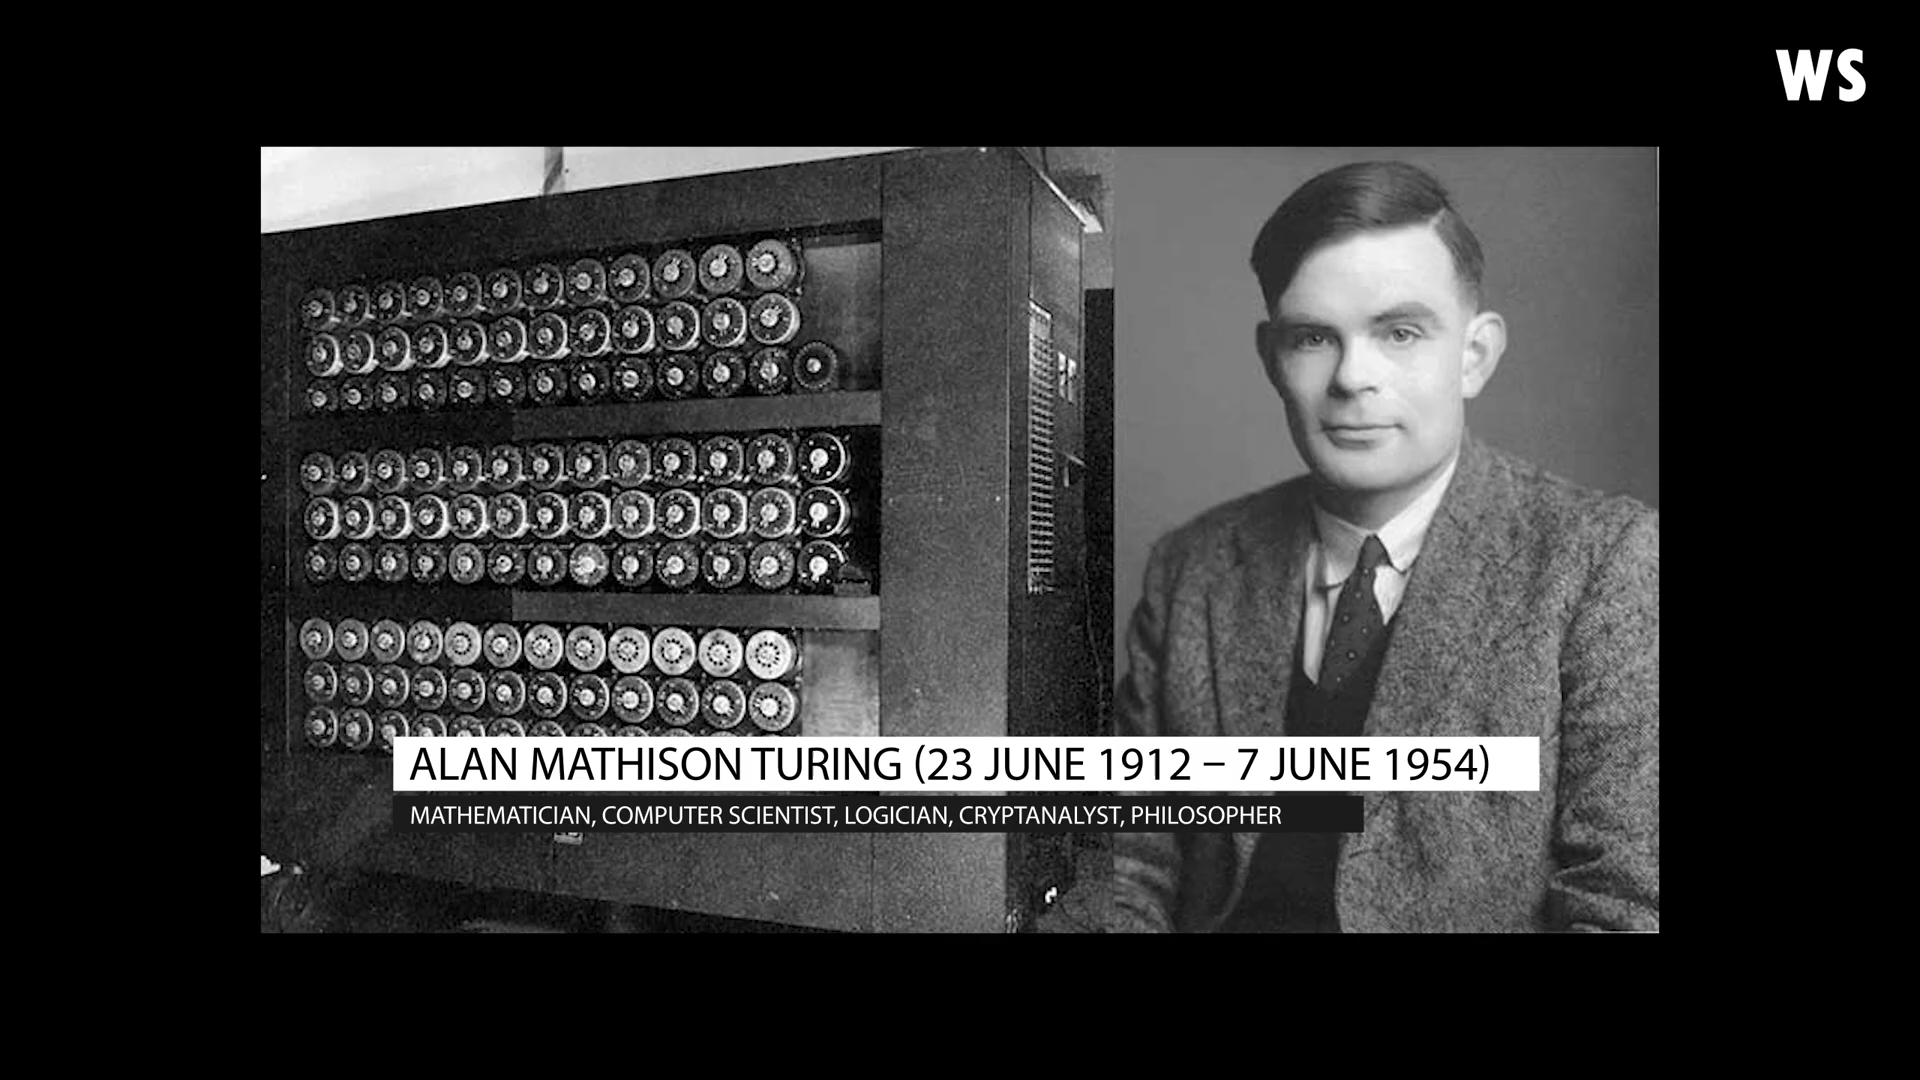 WS
ALAN MATHISON TURING (23 JUNE 1912 – 7 JUNE 1954)
MATHEMATICIAN, COMPUTER SCIENTIST, LOGICIAN, CRYPTANALYST, PHILOSOPHER